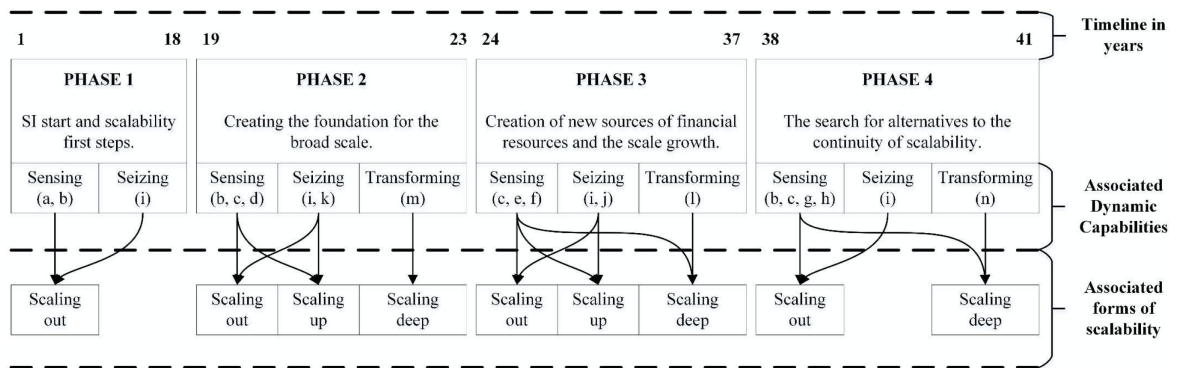 1 18 19 23 24 37 38 41
Timeline in
years
PHASE 1 PHASE 2 PHASE 3 PHASE 4
SI start and scalability
first steps.
Creating the foundation for the
broad scale.
Creation of new sources of financial
resources and the scale growth.
The search for alternatives to the
continuity of scalability.
Sensing
(a, b)
Seizing
(i)
Sensing
(b, c, d)
Seizing
(i, k)
Transforming
(m)
Sensing
(c, e, f)
Seizing
(i, j)
Transforming
(l)
Sensing
(b, c, g, h)
Seizing
(i)
Transforming
(n)
Associated
Dynamic
Capabilities
Scaling
out
Scaling
out
Scaling
up
Scaling
deep
Scaling
out
Scaling
up
Scaling
deep
Scaling
out
Scaling
deep
Associated
forms of
scalability